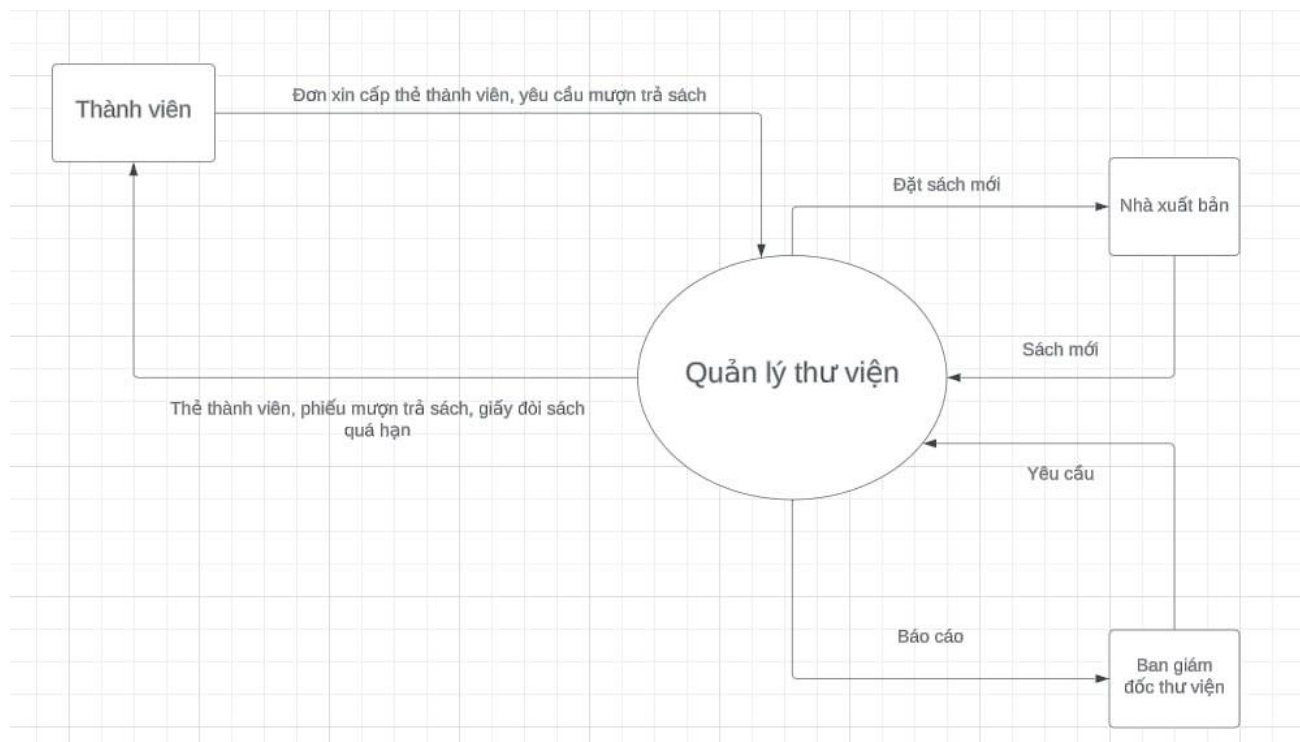 Thành viên
Đơn xin cấp thẻ thành viên, yêu cầu mượn trả sách
Đặt sách mới
Nhà xuất bản
Sách mới
Quản lý thư viện
Thẻ thành viên, phiếu mượn trả sách, giấy đòi sách
quá hạn
Yêu cầu
Báo cáo
Ban giám
đốc thư viện